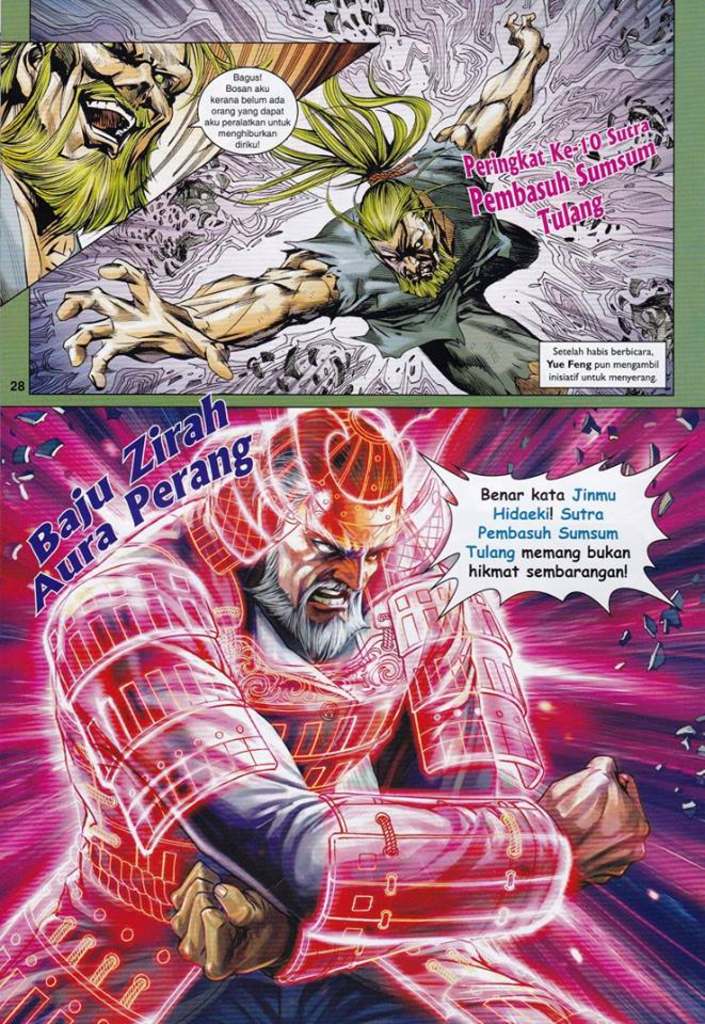 Bagus!
Bosan aku
kerana belum ada
orang yang dapat
aku peralatkan untuk
menghiburkan
diriku!
Peringkat Ke-10 Sutra
Pembasuh Sumsum
Tulang
Setelah habis berbicara,
Yue Feng pun mengambil
inisiatif untuk menyerang.
28
Baju Zirah
Aura Perang
Benar kata Jinmu
Hidaeki! Sutra
Pembasuh Sumsum
Tulang memang bukan
hikmat sembarangan!